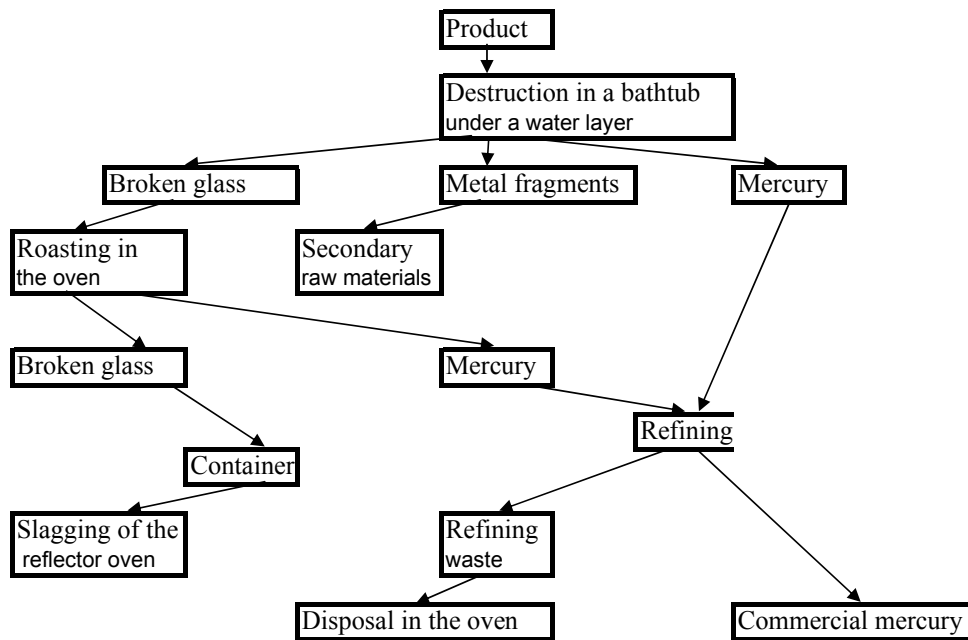 Product
Destruction in a bathtub
under a water layer
Broken glass
Metal fragments
Mercury
Roasting in
the oven
Secondary
raw materials
Broken glass
Mercury
Refining
Container
Slagging of the
reflector oven
Refining
waste
Disposal in the oven
Commercial mercury